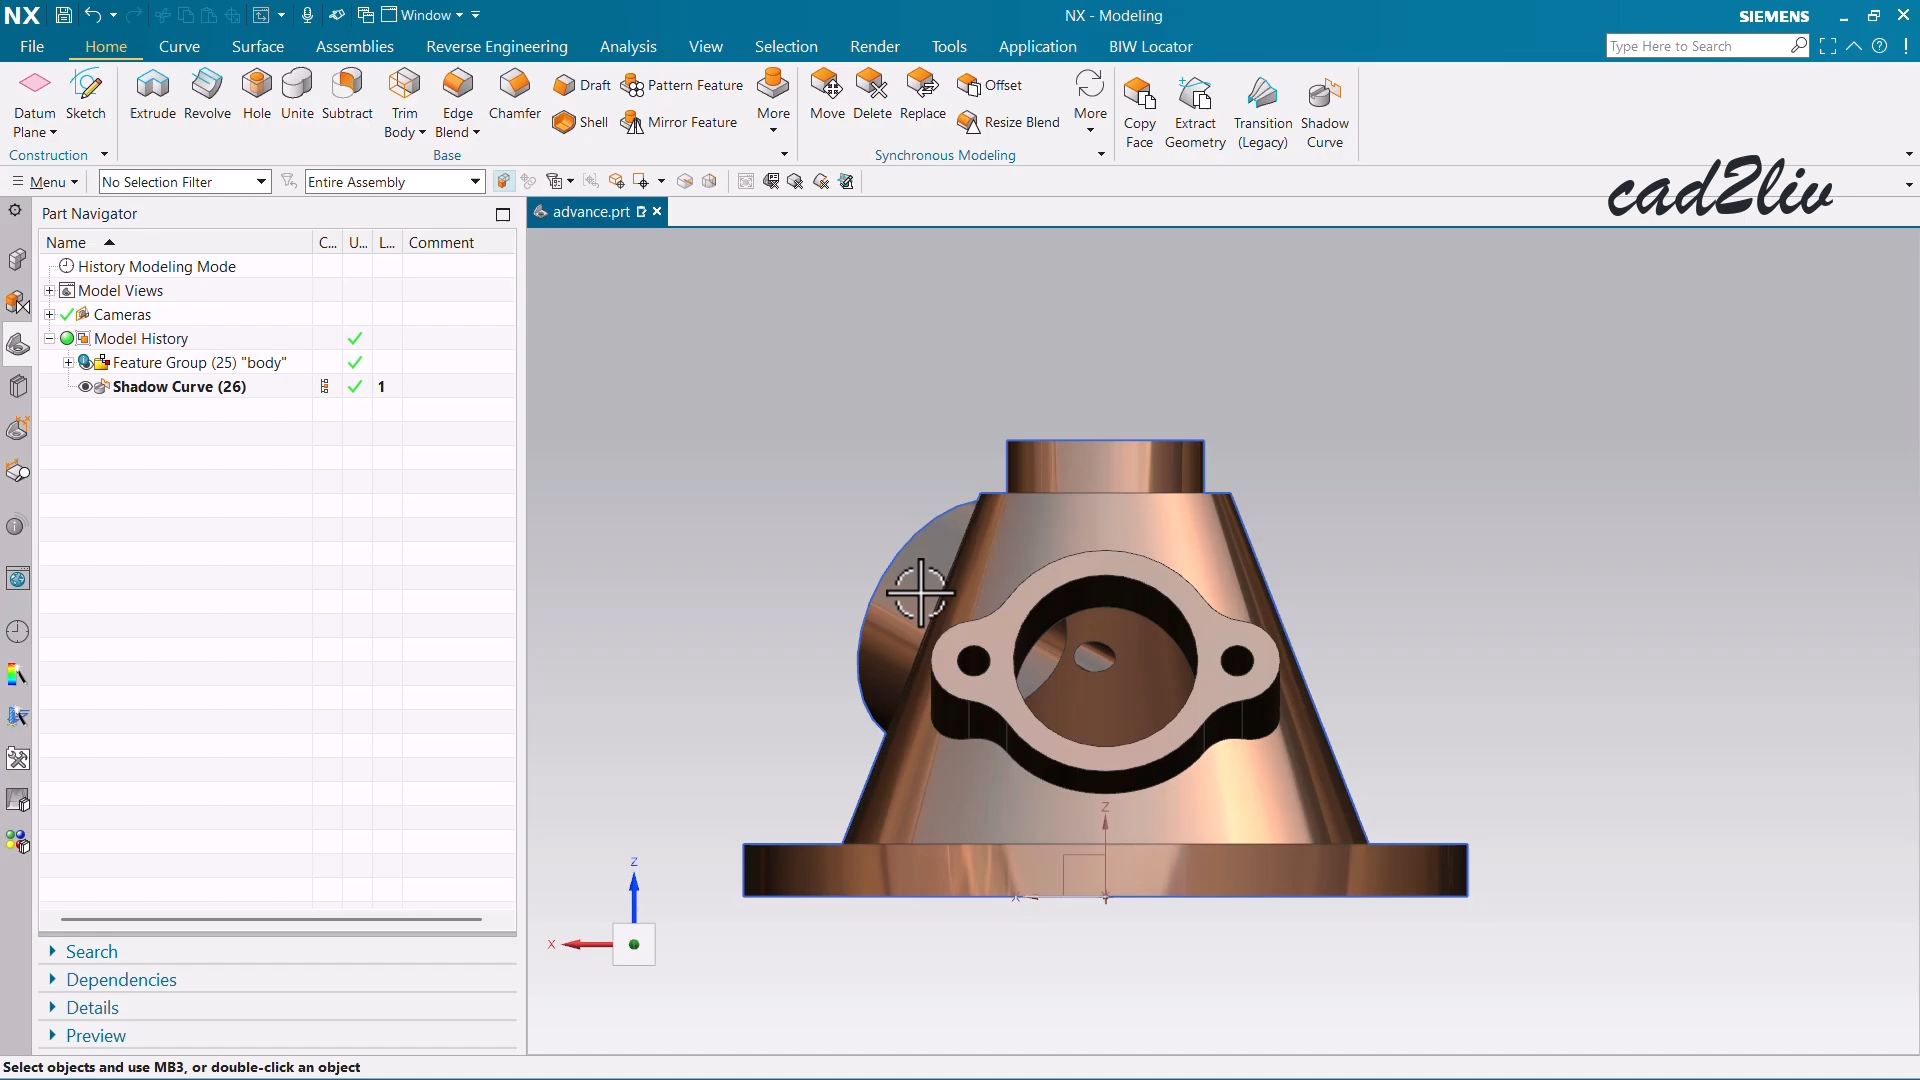 NX Window NX - Modeling SIEMENS
File Home Curve Surface Assemblies Reverse Engineering Analysis View Selection Render Tools Application BIW Locator Type Here to Search
Datum Plane Sketch Extrude Revolve Hole Unite Subtract Trim Body Edge Blend Chamfer Draft Shell Pattern Feature Mirror Feature More Move Delete Replace Offset Resize Blend More Copy Face Extract Geometry Transition (Legacy) Shadow Curve
Construction Base Synchronous Modeling
Menu No Selection Filter Entire Assembly
cad2liv
Part Navigator advance.prt
Name C... U... L... Comment
History Modeling Mode
Model Views
Cameras
Model History
Feature Group (25) "body"
Shadow Curve (26) 1
Z
Z
X
X
Search
Dependencies
Details
Preview
Select objects and use MB3, or double-click an object